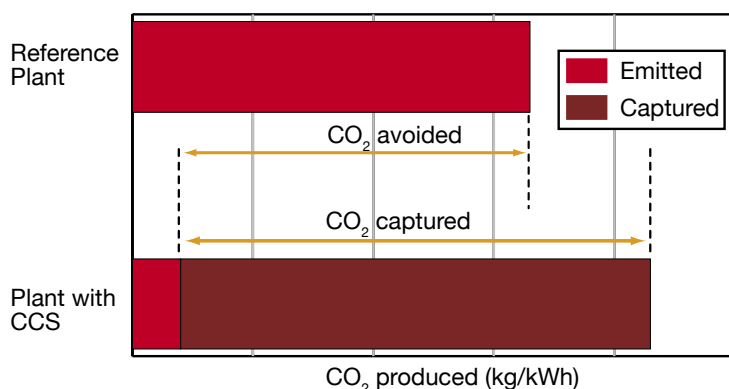 Reference
Plant
Emitted
Captured
CO₂ avoided
CO₂ captured
Plant with
CCS
CO₂ produced (kg/kWh)